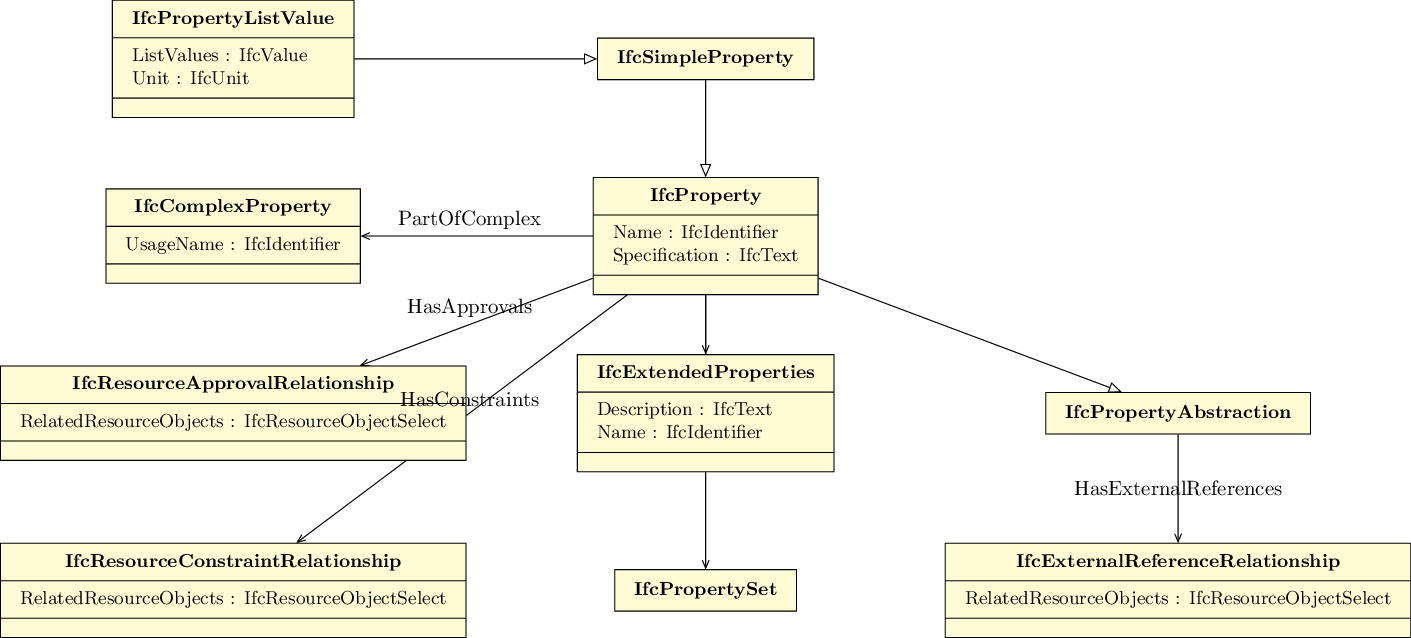 IfcPropertyListValue
ListValues : IfcValue
Unit : IfcUnit
IfcSimpleProperty
IfcComplexProperty
UsageName : IfcIdentifier
PartOfComplex
IfcProperty
Name : IfcIdentifier
Specification : IfcText
HasApprovals
IfcResourceApprovalRelationship
RelatedResourceObjects : IfcResourceObjectSelect
HasConstraints
IfcExtendedProperties
Description : IfcText
Name : IfcIdentifier
IfcPropertyAbstraction
HasExternalReferences
IfcResourceConstraintRelationship
RelatedResourceObjects : IfcResourceObjectSelect
IfcPropertySet
IfcExternalReferenceRelationship
RelatedResourceObjects : IfcResourceObjectSelect